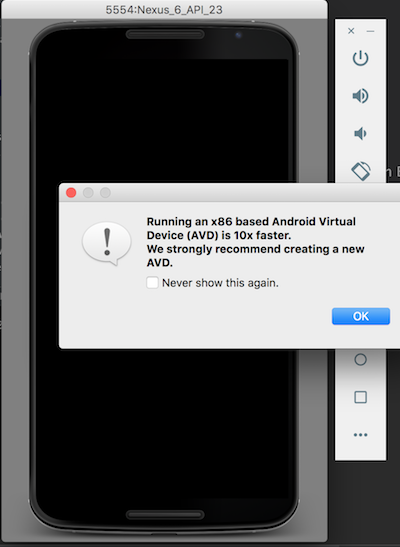 5554:Nexus_6_API_23
Running an x86 based Android Virtual
Device (AVD) is 10x faster.
We strongly recommend creating a new
AVD.
Never show this again.
OK